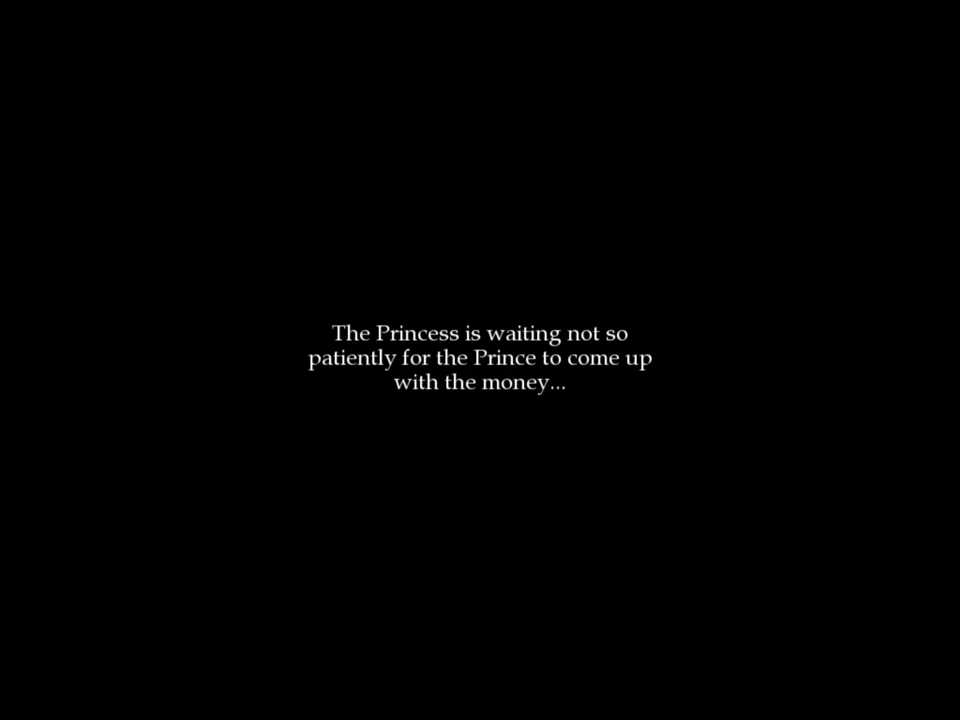 The Princess is waiting not so
patiently for the Prince to come up
with the money...